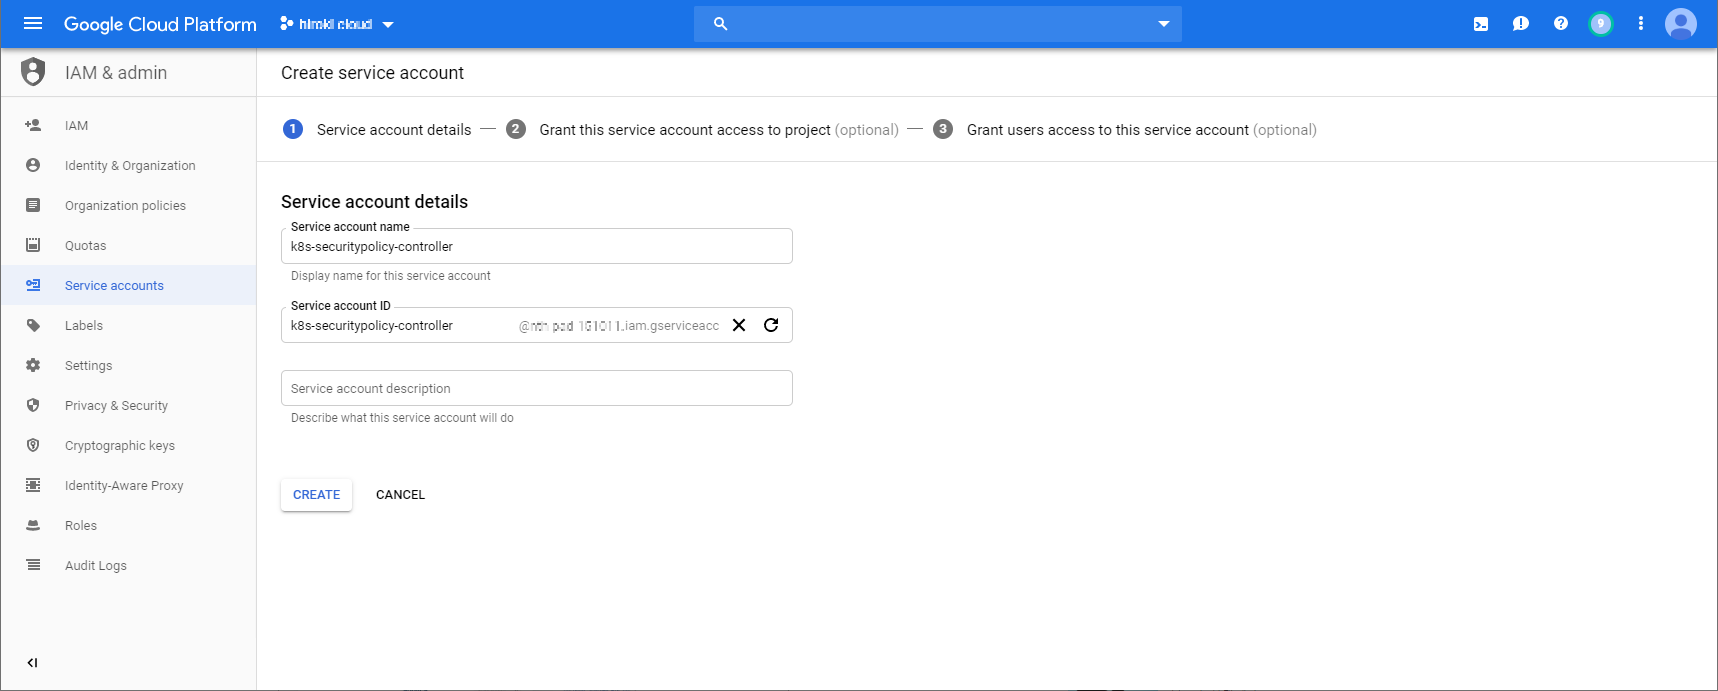 Google Cloud Platform
9
IAM & admin
Create service account
1 Service account details — 2 Grant this service account access to project (optional) — 3 Grant users access to this service account (optional)
IAM
Identity & Organization
Organization policies
Quotas
Service accounts
Labels
Settings
Privacy & Security
Cryptographic keys
Identity-Aware Proxy
Roles
Audit Logs
Service account details
Service account name
k8s-securitypolicy-controller
Display name for this service account
Service account ID
k8s-securitypolicy-controller .iam.gserviceacc
Service account description
Describe what this service account will do
CREATE CANCEL